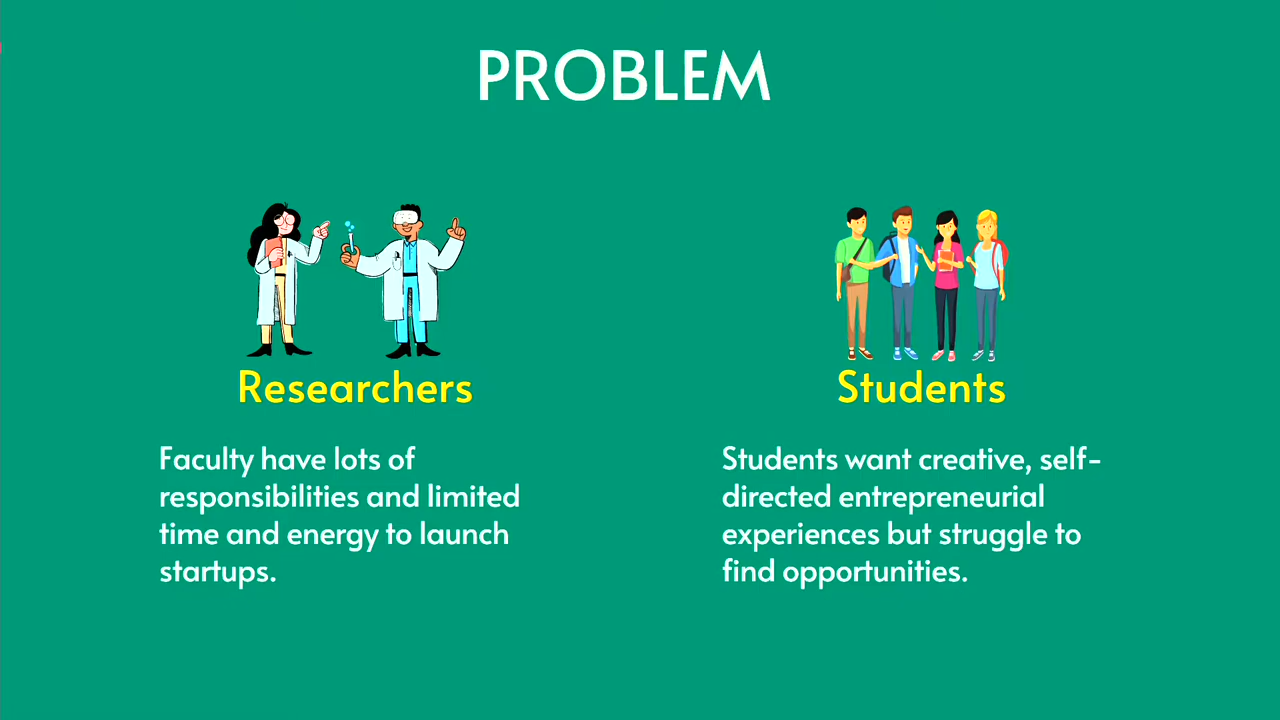 PROBLEM
Researchers
Faculty have lots of
responsibilities and limited
time and energy to launch
startups.
Students
Students want creative, self-
directed entrepreneurial
experiences but struggle to
find opportunities.